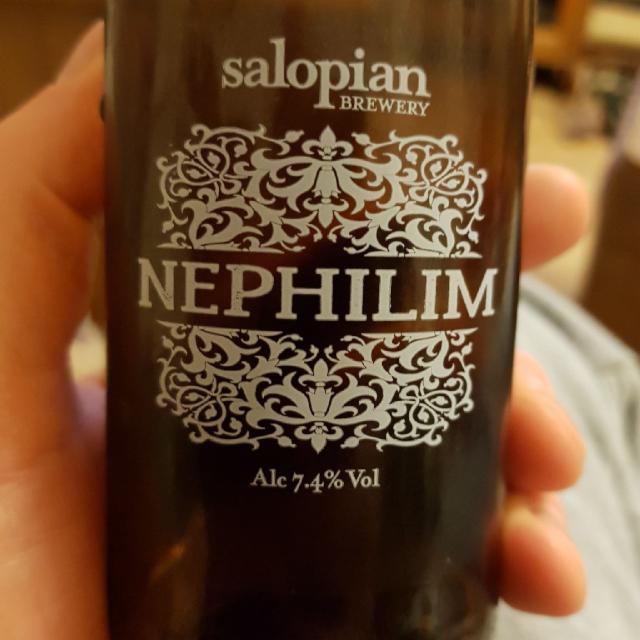 salopian
BREWERY
NEPHILIM
Alc 7.4% Vol